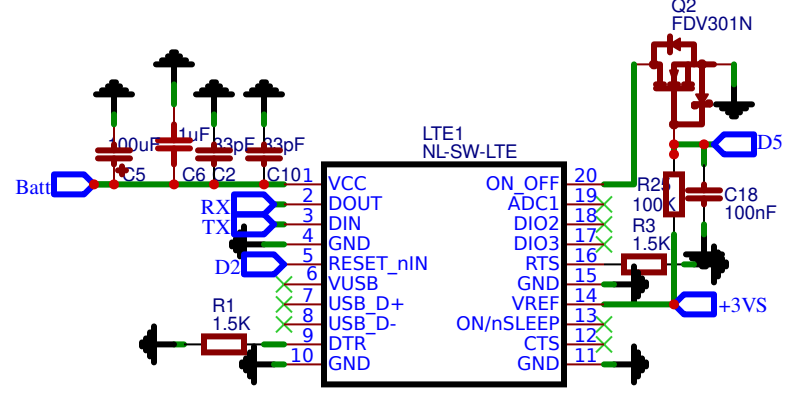 Q2
FDV301N
100uF
1uF
33pF
33pF
C5
C6
C2
C10
Batt
LTE1
NL-SW-LTE
D5
R25
100K
C18
100nF
1 VCC
2 DOUT
3 DIN
4 GND
5 RESET_nIN
6 VUSB
7 USB_D+
8 USB_D-
9 DTR
10 GND
ON_OFF 20
ADC1 19
DIO2 18
DIO3 17
RTS 16
GND 15
VREF 14
ON/nSLEEP 13
CTS 12
GND 11
RX
TX
D2
R3
1.5K
+3VS
R1
1.5K